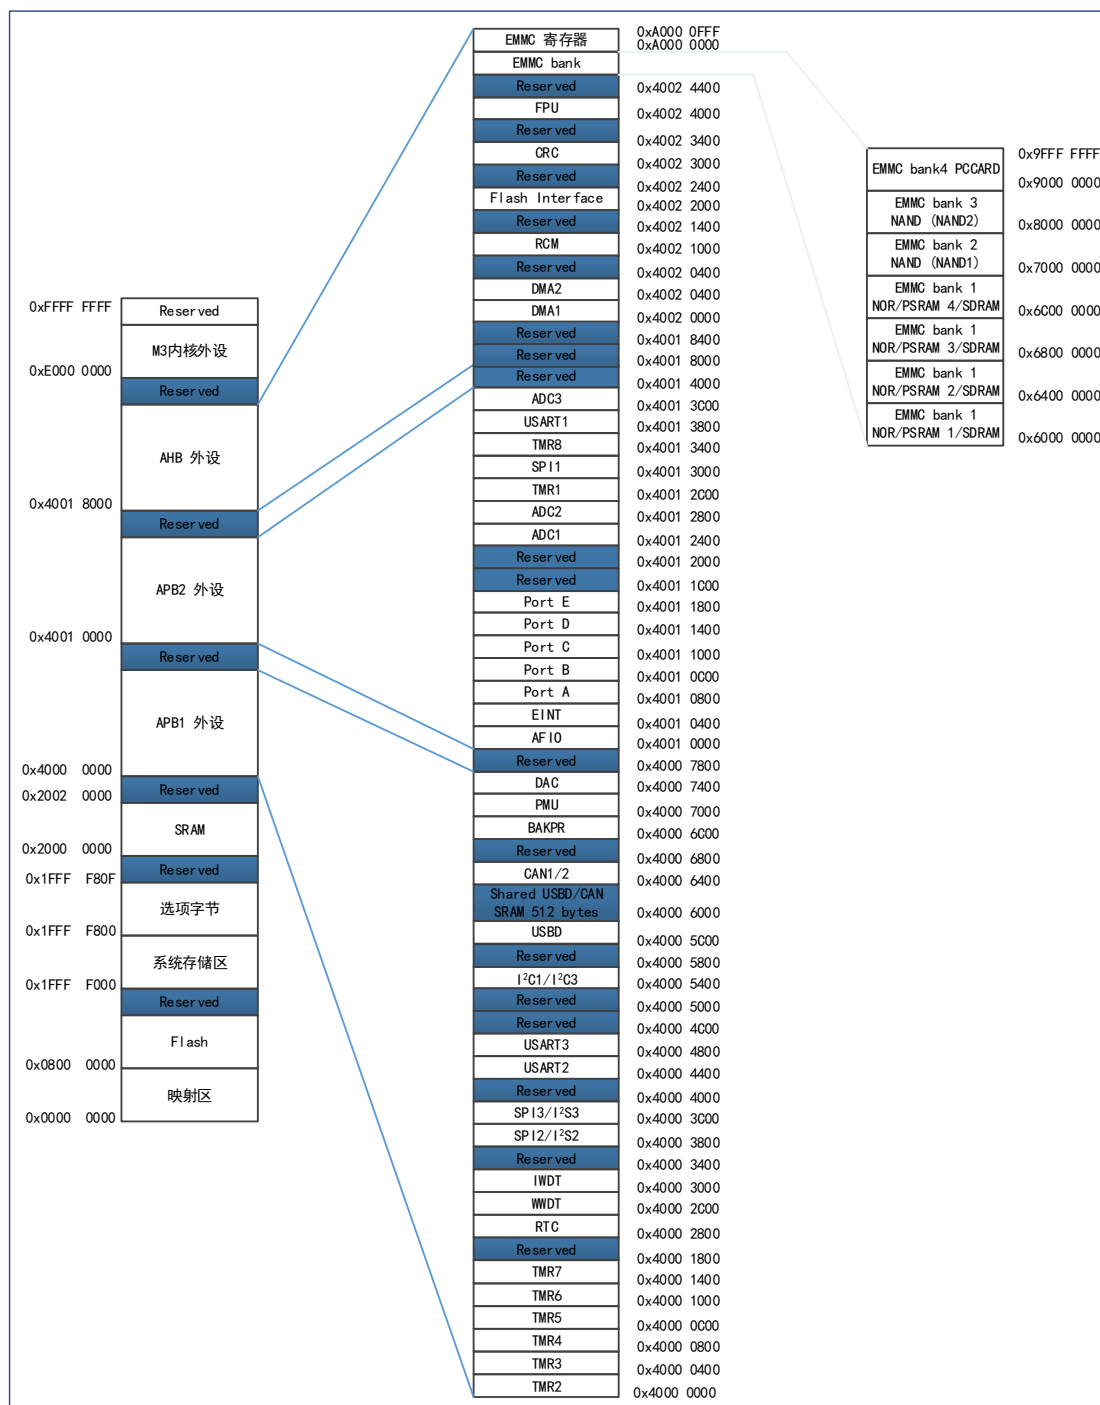 0xFFFF FFFF
Reserved
M3内核外设
0xE000 0000
Reserved
AHB 外设
0x4001 8000
Reserved
APB2 外设
0x4001 0000
Reserved
APB1 外设
0x4000 0000
Reserved
0x2002 0000
SRAM
0x2000 0000
Reserved
0x1FFF F80F
选项字节
0x1FFF F800
系统存储区
0x1FFF F000
Reserved
Flash
0x0800 0000
映射区
0x0000 0000
0xA000 0FFF
EMMC 寄存器
0xA000 0000
EMMC bank
Reserved
0x4002 4400
FPU
0x4002 4000
Reserved
0x4002 3400
CRC
0x4002 3000
Reserved
0x4002 2400
Flash Interface
0x4002 2000
Reserved
0x4002 1400
RCM
0x4002 1000
Reserved
0x4002 0400
DMA2
0x4002 0400
DMA1
0x4002 0000
Reserved
0x4001 8400
Reserved
0x4001 8000
Reserved
0x4001 4000
ADC3
0x4001 3C00
USART1
0x4001 3800
TMR8
0x4001 3400
SPI1
0x4001 3000
TMR1
0x4001 2C00
ADC2
0x4001 2800
ADC1
0x4001 2400
Reserved
0x4001 2000
Reserved
0x4001 1C00
Port E
0x4001 1800
Port D
0x4001 1400
Port C
0x4001 1000
Port B
0x4001 0C00
Port A
0x4001 0800
EINT
0x4001 0400
AFIO
0x4001 0000
Reserved
0x4000 7800
DAC
0x4000 7400
PMU
0x4000 7000
BAKPR
0x4000 6C00
Reserved
0x4000 6800
CAN1/2
0x4000 6400
Shared USBD/CAN
SRAM 512 bytes
0x4000 6000
USBD
0x4000 5C00
Reserved
0x4000 5800
I²C1/I²C3
0x4000 5400
Reserved
0x4000 5000
Reserved
0x4000 4C00
USART3
0x4000 4800
USART2
0x4000 4400
Reserved
0x4000 4000
SPI3/I²S3
0x4000 3C00
SPI2/I²S2
0x4000 3800
Reserved
0x4000 3400
IWDT
0x4000 3000
WWDT
0x4000 2C00
RTC
0x4000 2800
Reserved
0x4000 1800
TMR7
0x4000 1400
TMR6
0x4000 1000
TMR5
0x4000 0C00
TMR4
0x4000 0800
TMR3
0x4000 0400
TMR2
0x4000 0000
0x9FFF FFFF
EMMC bank4 PCCARD
0x9000 0000
EMMC bank 3
NAND (NAND2)
0x8000 0000
EMMC bank 2
NAND (NAND1)
0x7000 0000
EMMC bank 1
NOR/PSRAM 4/SDRAM
0x6C00 0000
EMMC bank 1
NOR/PSRAM 3/SDRAM
0x6800 0000
EMMC bank 1
NOR/PSRAM 2/SDRAM
0x6400 0000
EMMC bank 1
NOR/PSRAM 1/SDRAM
0x6000 0000